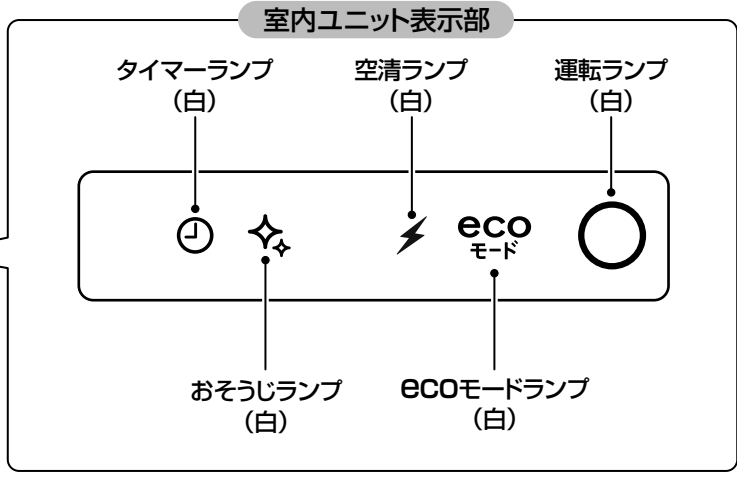 室内ユニット表示部
タイマーランプ
（白）
空清ランプ
（白）
運転ランプ
（白）
eco
モード
おそうじランプ
（白）
ecoモードランプ
（白）